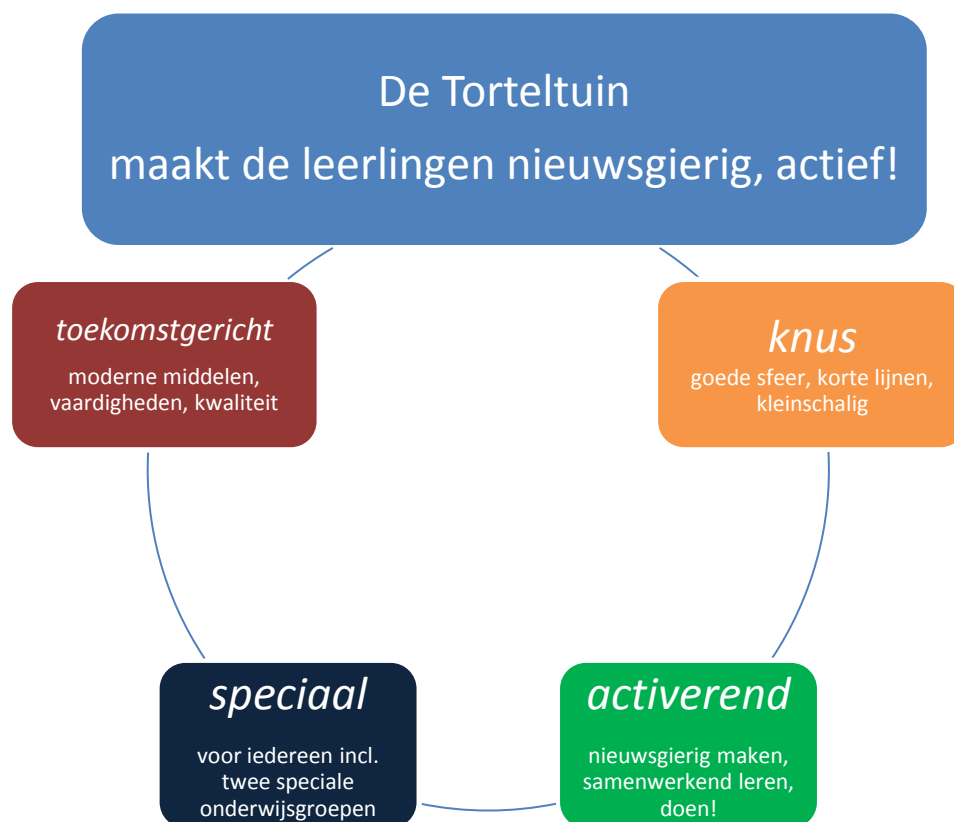 De Torteltuin
maakt de leerlingen nieuwsgierig, actief!
toekomstgericht
moderne middelen,
vaardigheden, kwaliteit
knus
goede sfeer, korte lijnen,
kleinschalig
speciaal
voor iedereen incl.
twee speciale
onderwijsgroepen
activerend
nieuwsgierig maken,
samenwerkend leren,
doen!